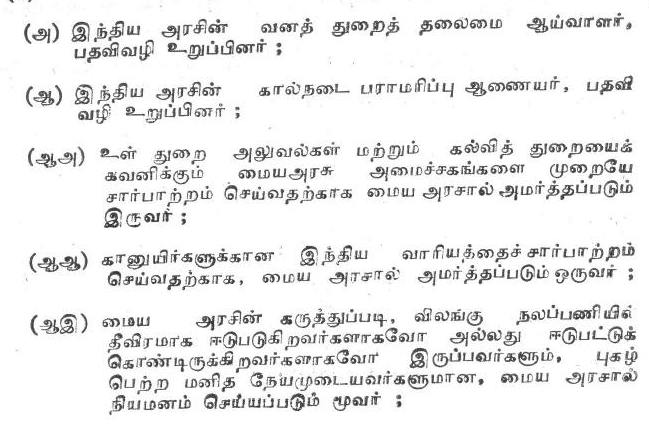 (அ) இந்திய அரசின் வனத் துறைத் தலைமை ஆய்வாளர்,
பதவிவழி உறுப்பினர் ;
(ஆ) இந்திய அரசின் கால்நடை பராமரிப்பு ஆணையர், பதவி
வழி உறுப்பினர் ;
(ஆஅ) உள் துறை அலுவல்கள் மற்றும் கல்வித் துறையைக்
கவனிக்கும் மையஅரசு அமைச்சகங்களை முறையே
சார்பாற்றம் செய்வதற்காக மைய அரசால் அமர்த்தப்படும்
இருவர் ;
(ஆஆ) கானுயிர்களுக்கான இந்திய வாரியத்தைச் சார்பாற்றம்
செய்வதற்காக, மைய அரசால் அமர்த்தப்படும் ஒருவர் ;
(ஆஇ) மைய அரசின் கருத்துப்படி, விலங்கு நலப்பணியில்
தீவிரமாக ஈடுபடுகிறவர்களாகவோ அல்லது ஈடுபட்டுக்
கொண்டிருக்கிறவர்களாகவோ இருப்பவர்களும், புகழ்
பெற்ற மனித நேயமுடையவர்களுமான, மைய அரசால்
நியமனம் செய்யப்படும் மூவர் ;